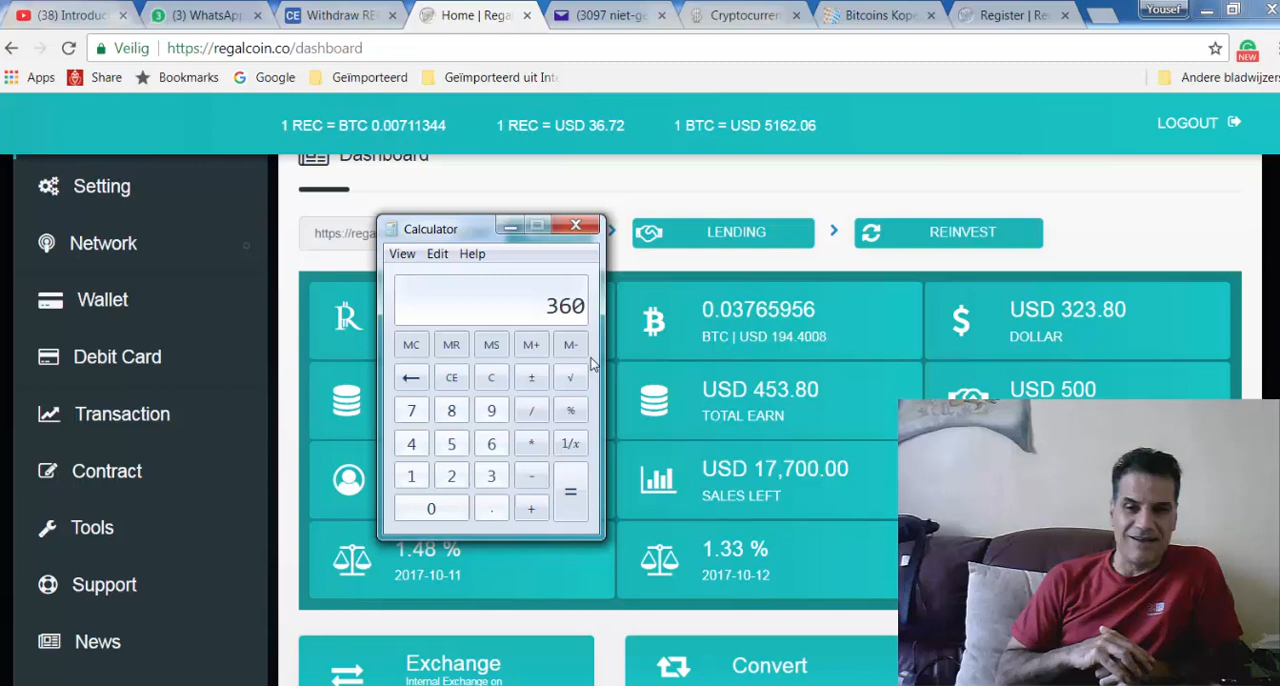 (38) Introduc
(3) WhatsAp
Withdraw RE
Home | Rega
(3097 niet-ge
Cryptocurren
Bitcoins Kope
Register | Re
Yousef
Veilig
https://regalcoin.co/dashboard
NEW
Apps
Share
Bookmarks
Google
Geïmporteerd
Geïmporteerd uit Int
Andere bladwijzers
1 REC = BTC 0.00711344
1 REC = USD 36.72
1 BTC = USD 5162.06
LOGOUT
Dashboard
Setting
Network
Wallet
Debit Card
Transaction
Contract
Tools
Support
News
https://rega
LENDING
REINVEST
Calculator
View Edit Help
360
MC MR MS M+ M-
← CE C ± √
7 8 9 / %
4 5 6 * 1/x
1 2 3 - =
0 . +
0.03765956
BTC | USD 194.4008
USD 323.80
DOLLAR
USD 453.80
TOTAL EARN
USD 500
USD 17,700.00
SALES LEFT
1.48 %
2017-10-11
1.33 %
2017-10-12
Exchange
Internal Exchange on
Convert